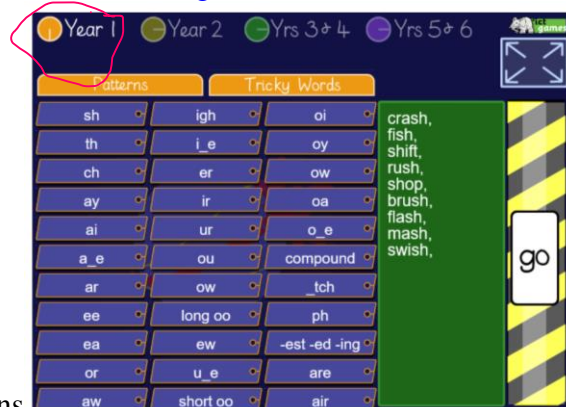 Year 1 Year 2 Yrs 3 & 4 Yrs 5 & 6
games
Patterns Tricky Words
sh igh oi
th i_e oy
ch er ow
ay ir oa
ai ur o_e
a_e ou compound
ar ow _tch
ee long oo ph
ea ew -est -ed -ing
or u_e are
aw short oo air
crash,
fish,
shift,
rush,
shop,
brush,
flash,
mash,
swish,
go